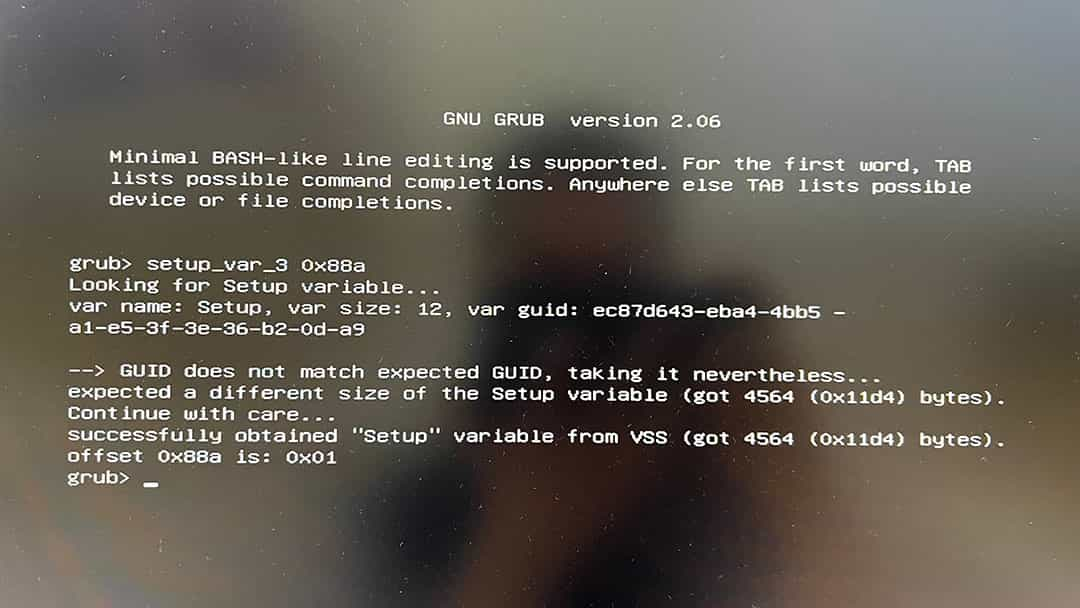 GNU GRUB version 2.06
Minimal BASH-like line editing is supported. For the first word, TAB
lists possible command completions. Anywhere else TAB lists possible
device or file completions.
grub> setup_var_3 0x88a
Looking for Setup variable...
var name: Setup, var size: 12, var guid: ec87d643-eba4-4bb5 -
a1-e5-3f-3e-36-b2-0d-a9
--> GUID does not match expected GUID, taking it nevertheless...
expected a different size of the Setup variable (got 4564 (0x11d4) bytes).
Continue with care...
successfully obtained "Setup" variable from VSS (got 4564 (0x11d4) bytes).
offset 0x88a is: 0x01
grub> _